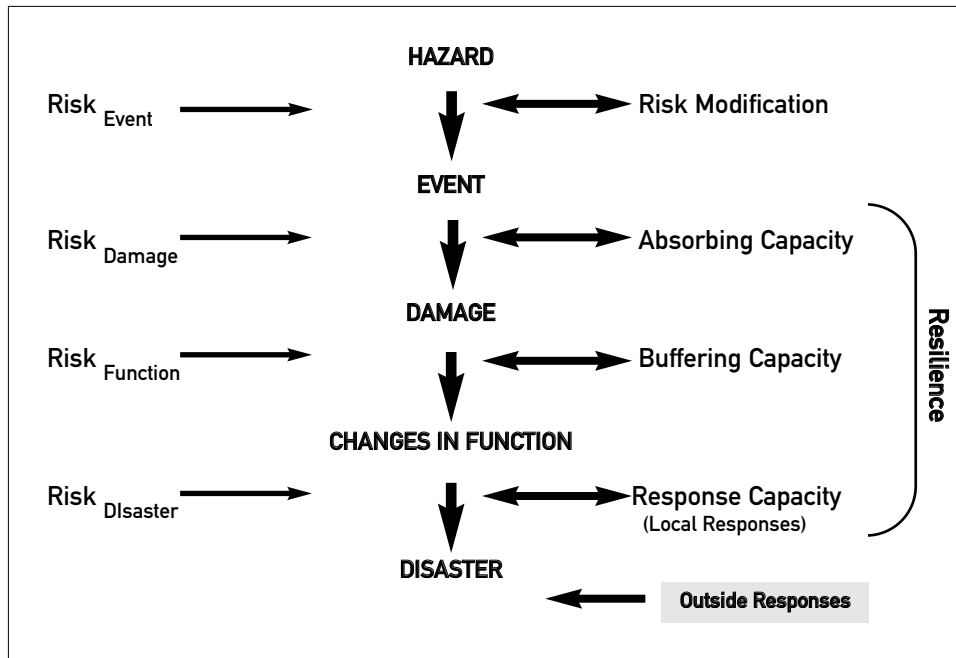 HAZARD
Risk Event
Risk Modification
EVENT
Risk Damage
Absorbing Capacity
DAMAGE
Risk Function
Buffering Capacity
CHANGES IN FUNCTION
Risk DIsaster
Response Capacity
(Local Responses)
DISASTER
Outside Responses
Resilience